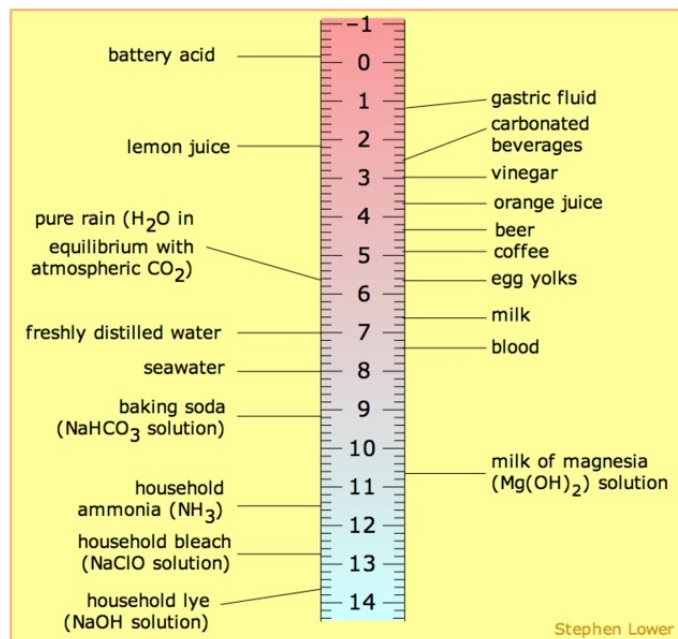 battery acid
lemon juice
pure rain (H₂O in
equilibrium with
atmospheric CO₂)
freshly distilled water
seawater
baking soda
(NaHCO₃ solution)
household
ammonia (NH₃)
household bleach
(NaClO solution)
household lye
(NaOH solution)
−1
0
1
2
3
4
5
6
7
8
9
10
11
12
13
14
gastric fluid
carbonated
beverages
vinegar
orange juice
beer
coffee
egg yolks
milk
blood
milk of magnesia
(Mg(OH)₂) solution
Stephen Lower